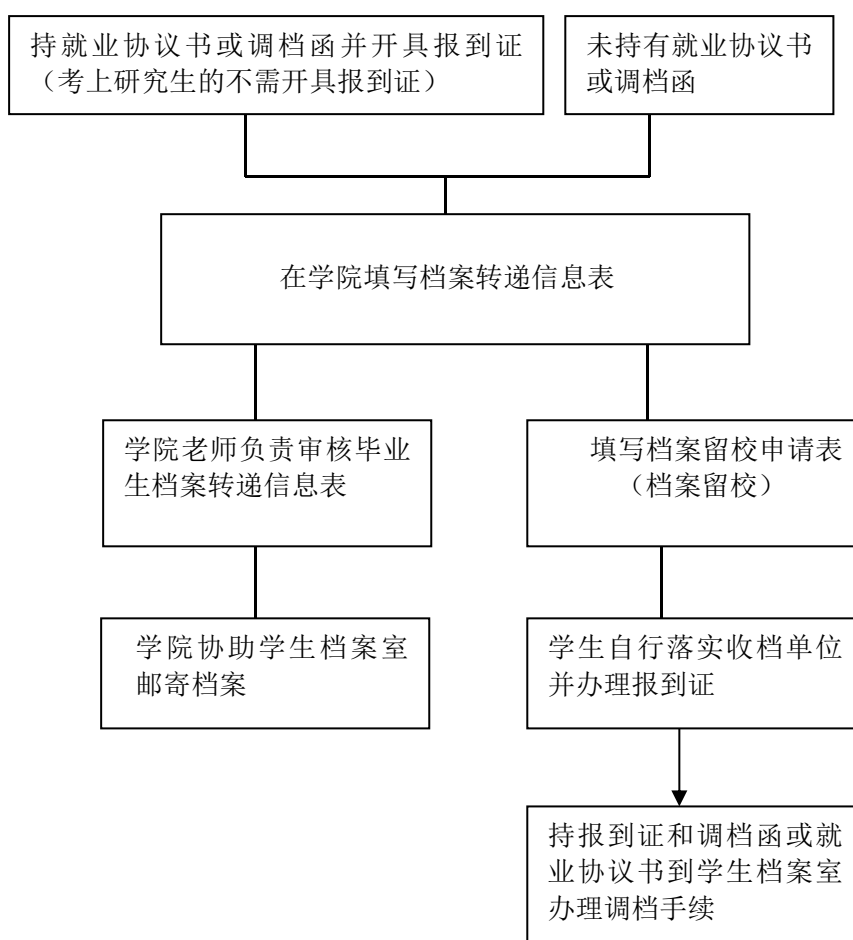 持就业协议书或调档函并开具报到证
（考上研究生的不需开具报到证）
未持有就业协议书
或调档函
在学院填写档案转递信息表
学院老师负责审核毕业
生档案转递信息表
填写档案留校申请表
（档案留校）
学院协助学生档案室
邮寄档案
学生自行落实收档单位
并办理报到证
持报到证和调档函或就
业协议书到学生档案室
办理调档手续